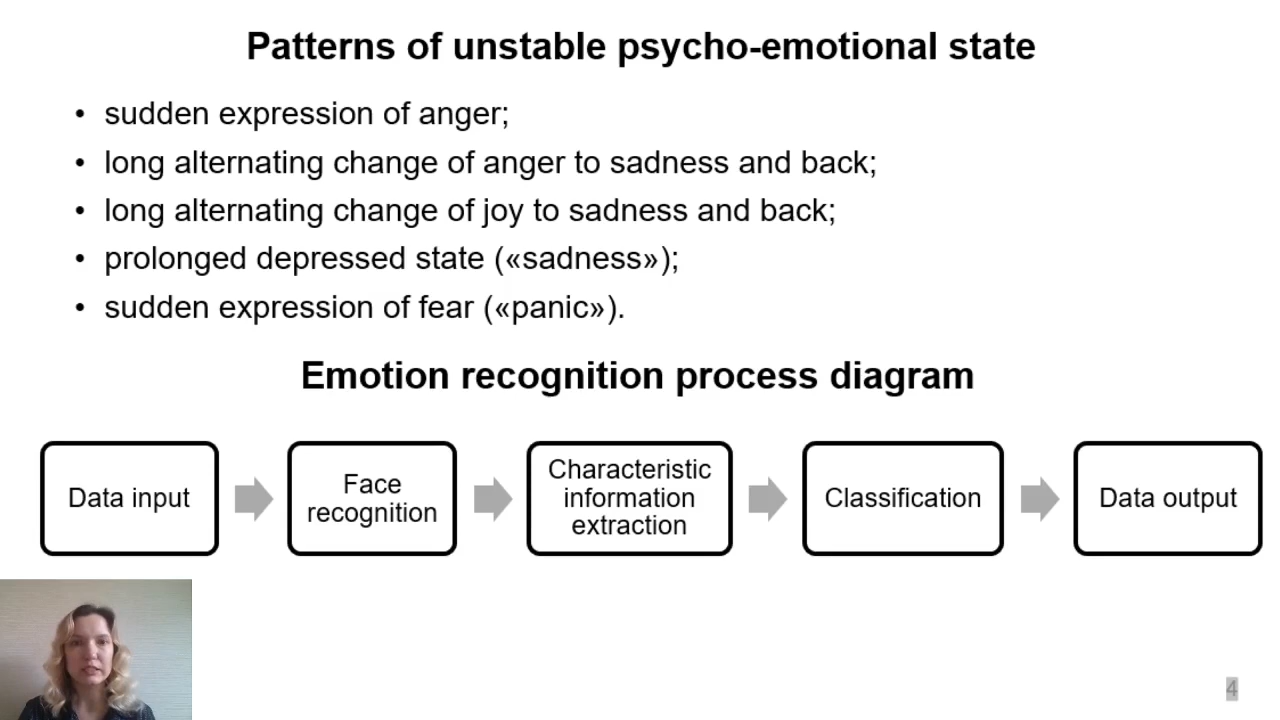 Patterns of unstable psycho-emotional state
• sudden expression of anger;
• long alternating change of anger to sadness and back;
• long alternating change of joy to sadness and back;
• prolonged depressed state («sadness»);
• sudden expression of fear («panic»).
Emotion recognition process diagram
Data input
Face
recognition
Characteristic
information
extraction
Classification
Data output
4